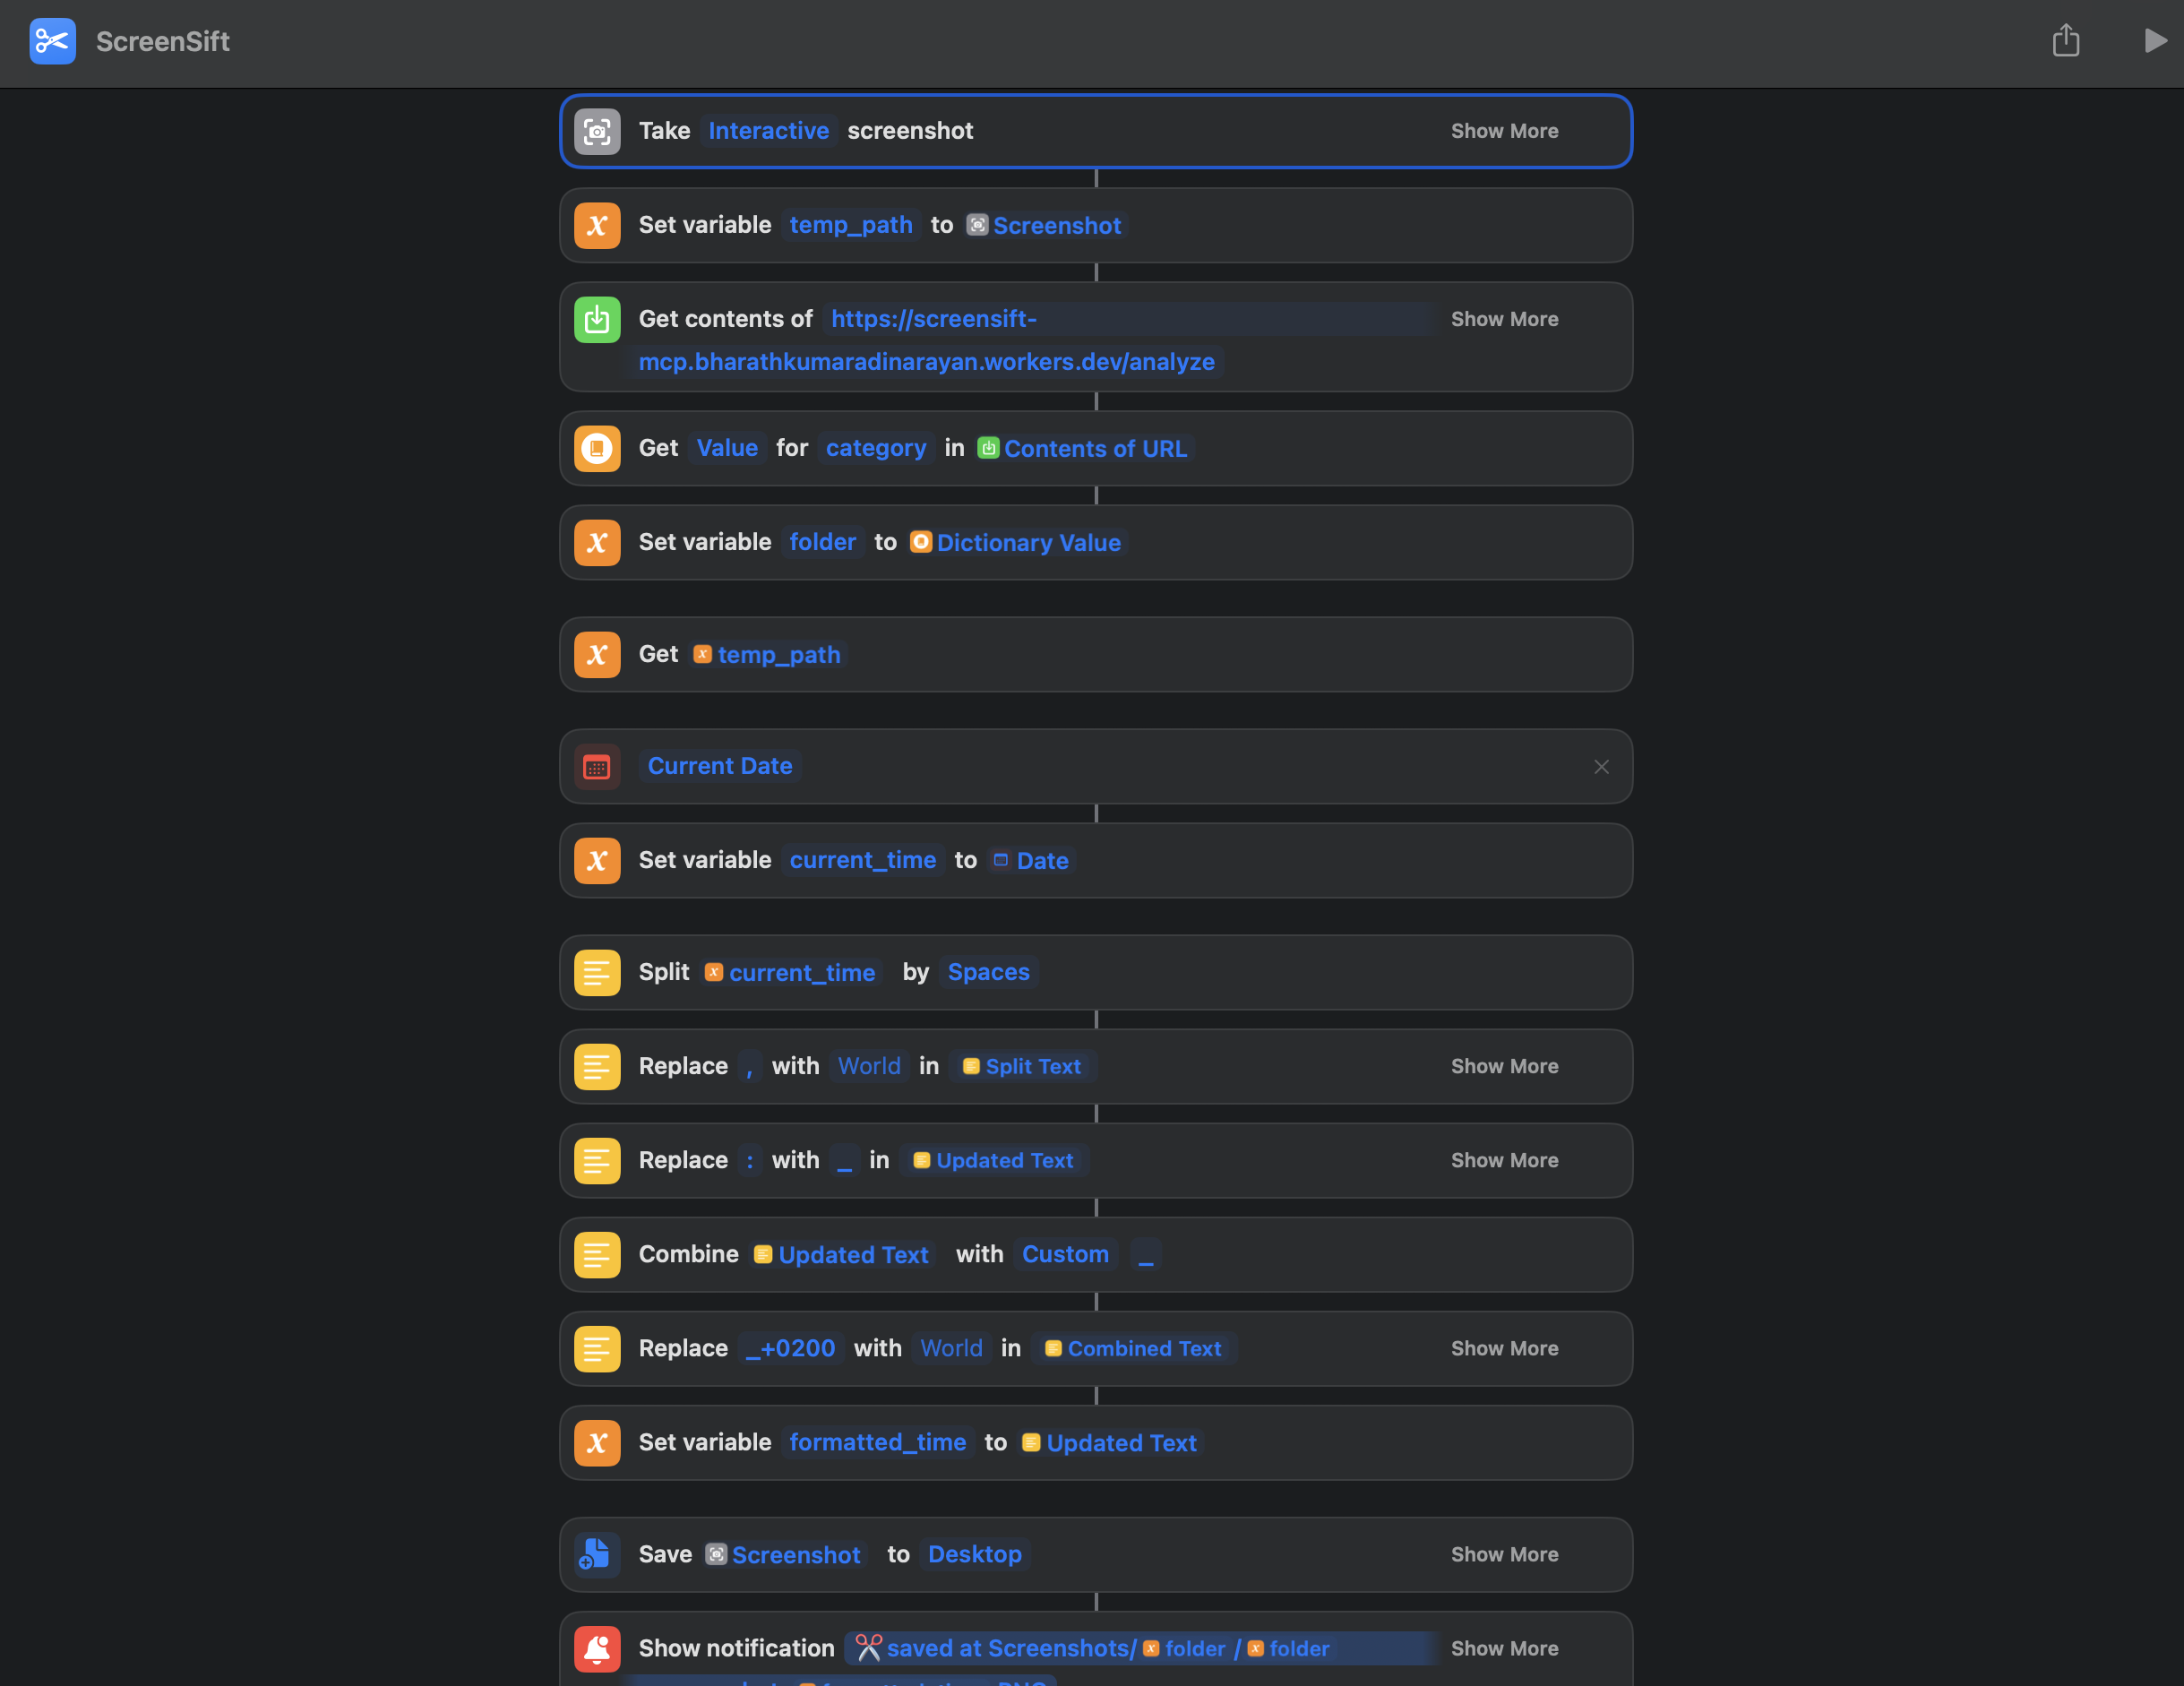 ScreenSift
Take Interactive screenshot Show More
Set variable temp_path to Screenshot
Get contents of https://screensift- Show More
mcp.bharathkumaradinarayan.workers.dev/analyze
Get Value for category in Contents of URL
Set variable folder to Dictionary Value
Get temp_path
Current Date
Set variable current_time to Date
Split current_time by Spaces
Replace , with World in Split Text Show More
Replace : with _ in Updated Text Show More
Combine Updated Text with Custom _
Replace _+0200 with World in Combined Text Show More
Set variable formatted_time to Updated Text
Save Screenshot to Desktop Show More
Show notification ✂️saved at Screenshots/ folder / folder Show More